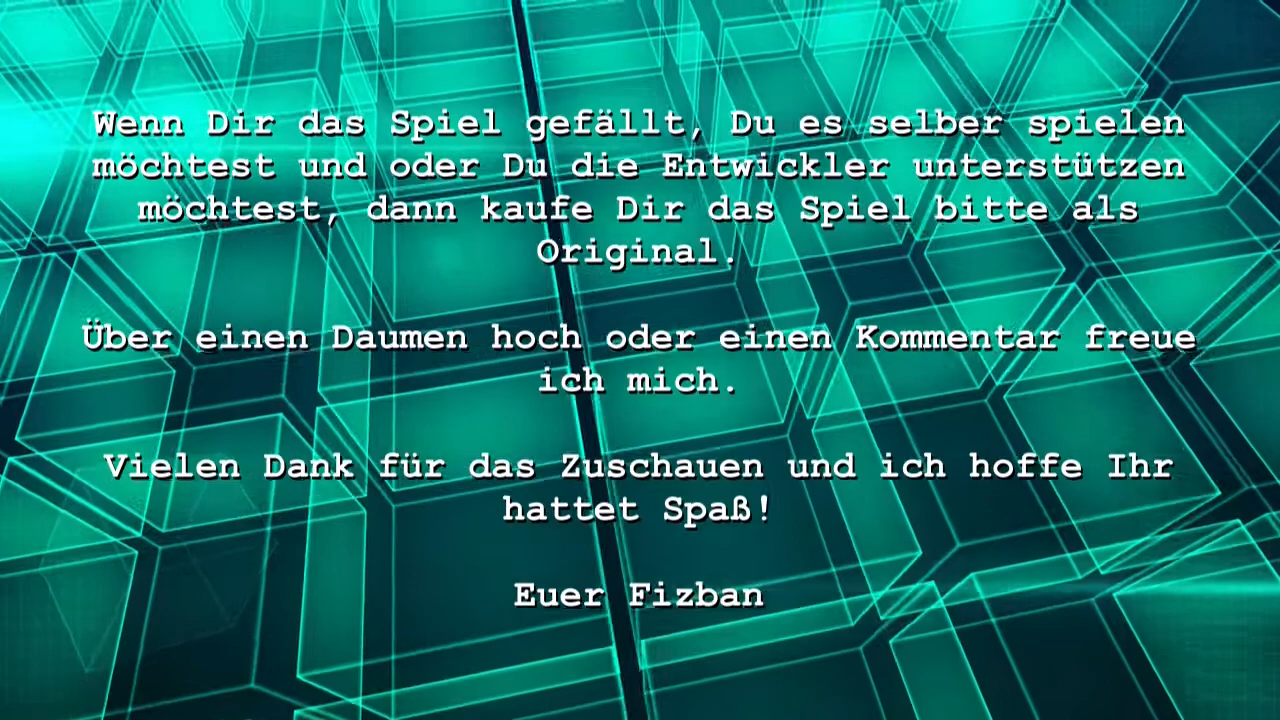 Wenn Dir das Spiel gefällt, Du es selber spielen
möchtest und oder Du die Entwickler unterstützen
möchtest, dann kaufe Dir das Spiel bitte als
Original.
Über einen Daumen hoch oder einen Kommentar freue
ich mich.
Vielen Dank für das Zuschauen und ich hoffe Ihr
hattet Spaß!
Euer Fizban